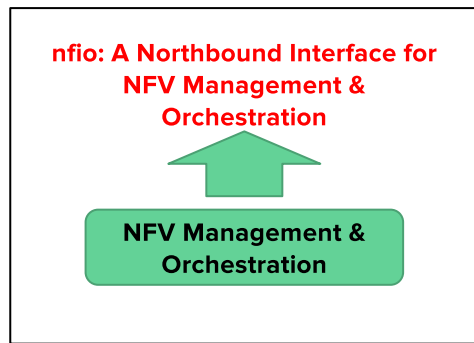 nfio: A Northbound Interface for
NFV Management &
Orchestration
NFV Management &
Orchestration